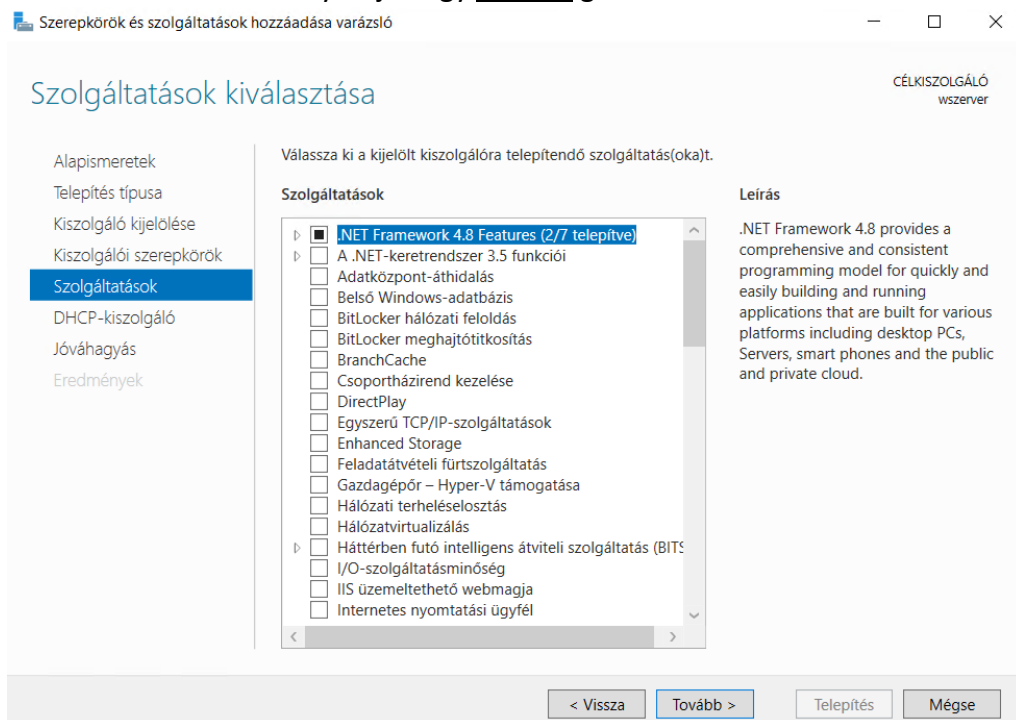 Szerepkörök és szolgáltatások hozzáadása varázsló
Szolgáltatások kiválasztása
CÉLKISZOLGÁLÓ
wszerver
Alapismeretek
Telepítés típusa
Kiszolgáló kijelölése
Kiszolgálói szerepkörök
Szolgáltatások
DHCP-kiszolgáló
Jóváhagyás
Eredmények
Válassza ki a kijelölt kiszolgálóra telepítendő szolgáltatás(oka)t.
Szolgáltatások
.NET Framework 4.8 Features (2/7 telepítve)
A .NET-keretrendszer 3.5 funkciói
Adatközpont-áthidalás
Belső Windows-adatbázis
BitLocker hálózati feloldás
BitLocker meghajtótitkosítás
BranchCache
Csoportházirend kezelése
DirectPlay
Egyszerű TCP/IP-szolgáltatások
Enhanced Storage
Feladatátvételi fürtszolgáltatás
Gazdagépőr – Hyper-V támogatása
Hálózati terheléselosztás
Hálózatvirtualizálás
Háttérben futó intelligens átviteli szolgáltatás (BITS
I/O-szolgáltatásminőség
IIS üzemeltethető webmagja
Internetes nyomtatási ügyfél
Leírás
.NET Framework 4.8 provides a
comprehensive and consistent
programming model for quickly and
easily building and running
applications that are built for various
platforms including desktop PCs,
Servers, smart phones and the public
and private cloud.
< Vissza
Tovább >
Telepítés
Mégse